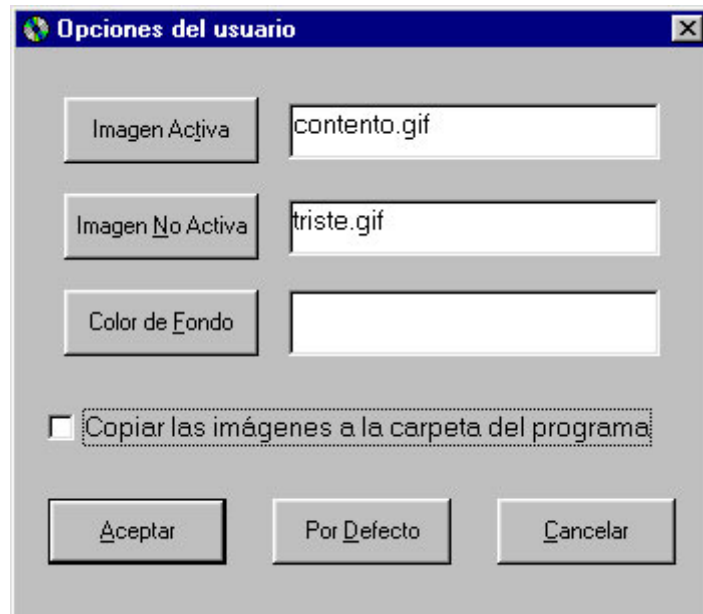 Opciones del usuario
Imagen Activa contento.gif
Imagen No Activa triste.gif
Color de Fondo
Copiar las imágenes a la carpeta del programa
Aceptar Por Defecto Cancelar